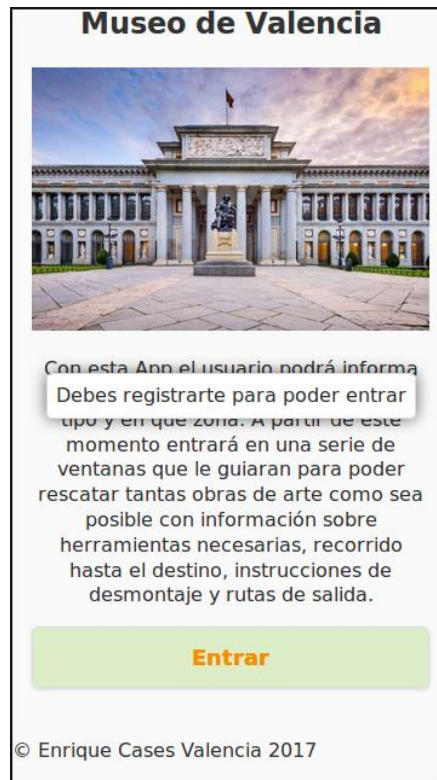 Museo de Valencia
Con esta App el usuario podrá informa
Debes registrarte para poder entrar
tipo y en que zona. A partir de este
momento entrará en una serie de
ventanas que le guiaran para poder
rescatar tantas obras de arte como sea
posible con información sobre
herramientas necesarias, recorrido
hasta el destino, instrucciones de
desmontaje y rutas de salida.
Entrar
© Enrique Cases Valencia 2017